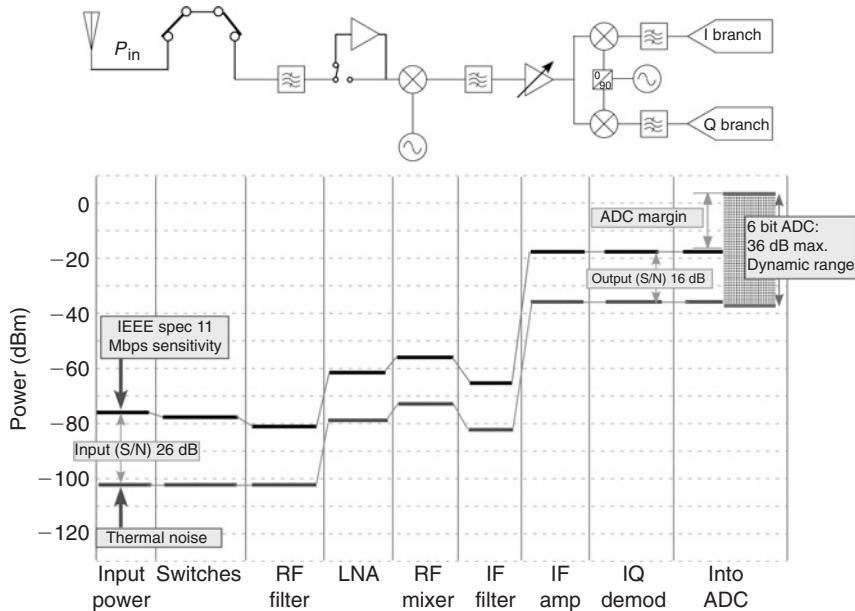 P_in
I branch
0
90
Q branch
0
−20
−40
−60
−80
−100
−120
Power (dBm)
ADC margin
6 bit ADC:
36 dB max.
Dynamic range
Output (S/N) 16 dB
IEEE spec 11
Mbps sensitivity
Input (S/N) 26 dB
Thermal noise
Input
power
Switches
RF
filter
LNA
RF
mixer
IF
filter
IF
amp
IQ
demod
Into
ADC